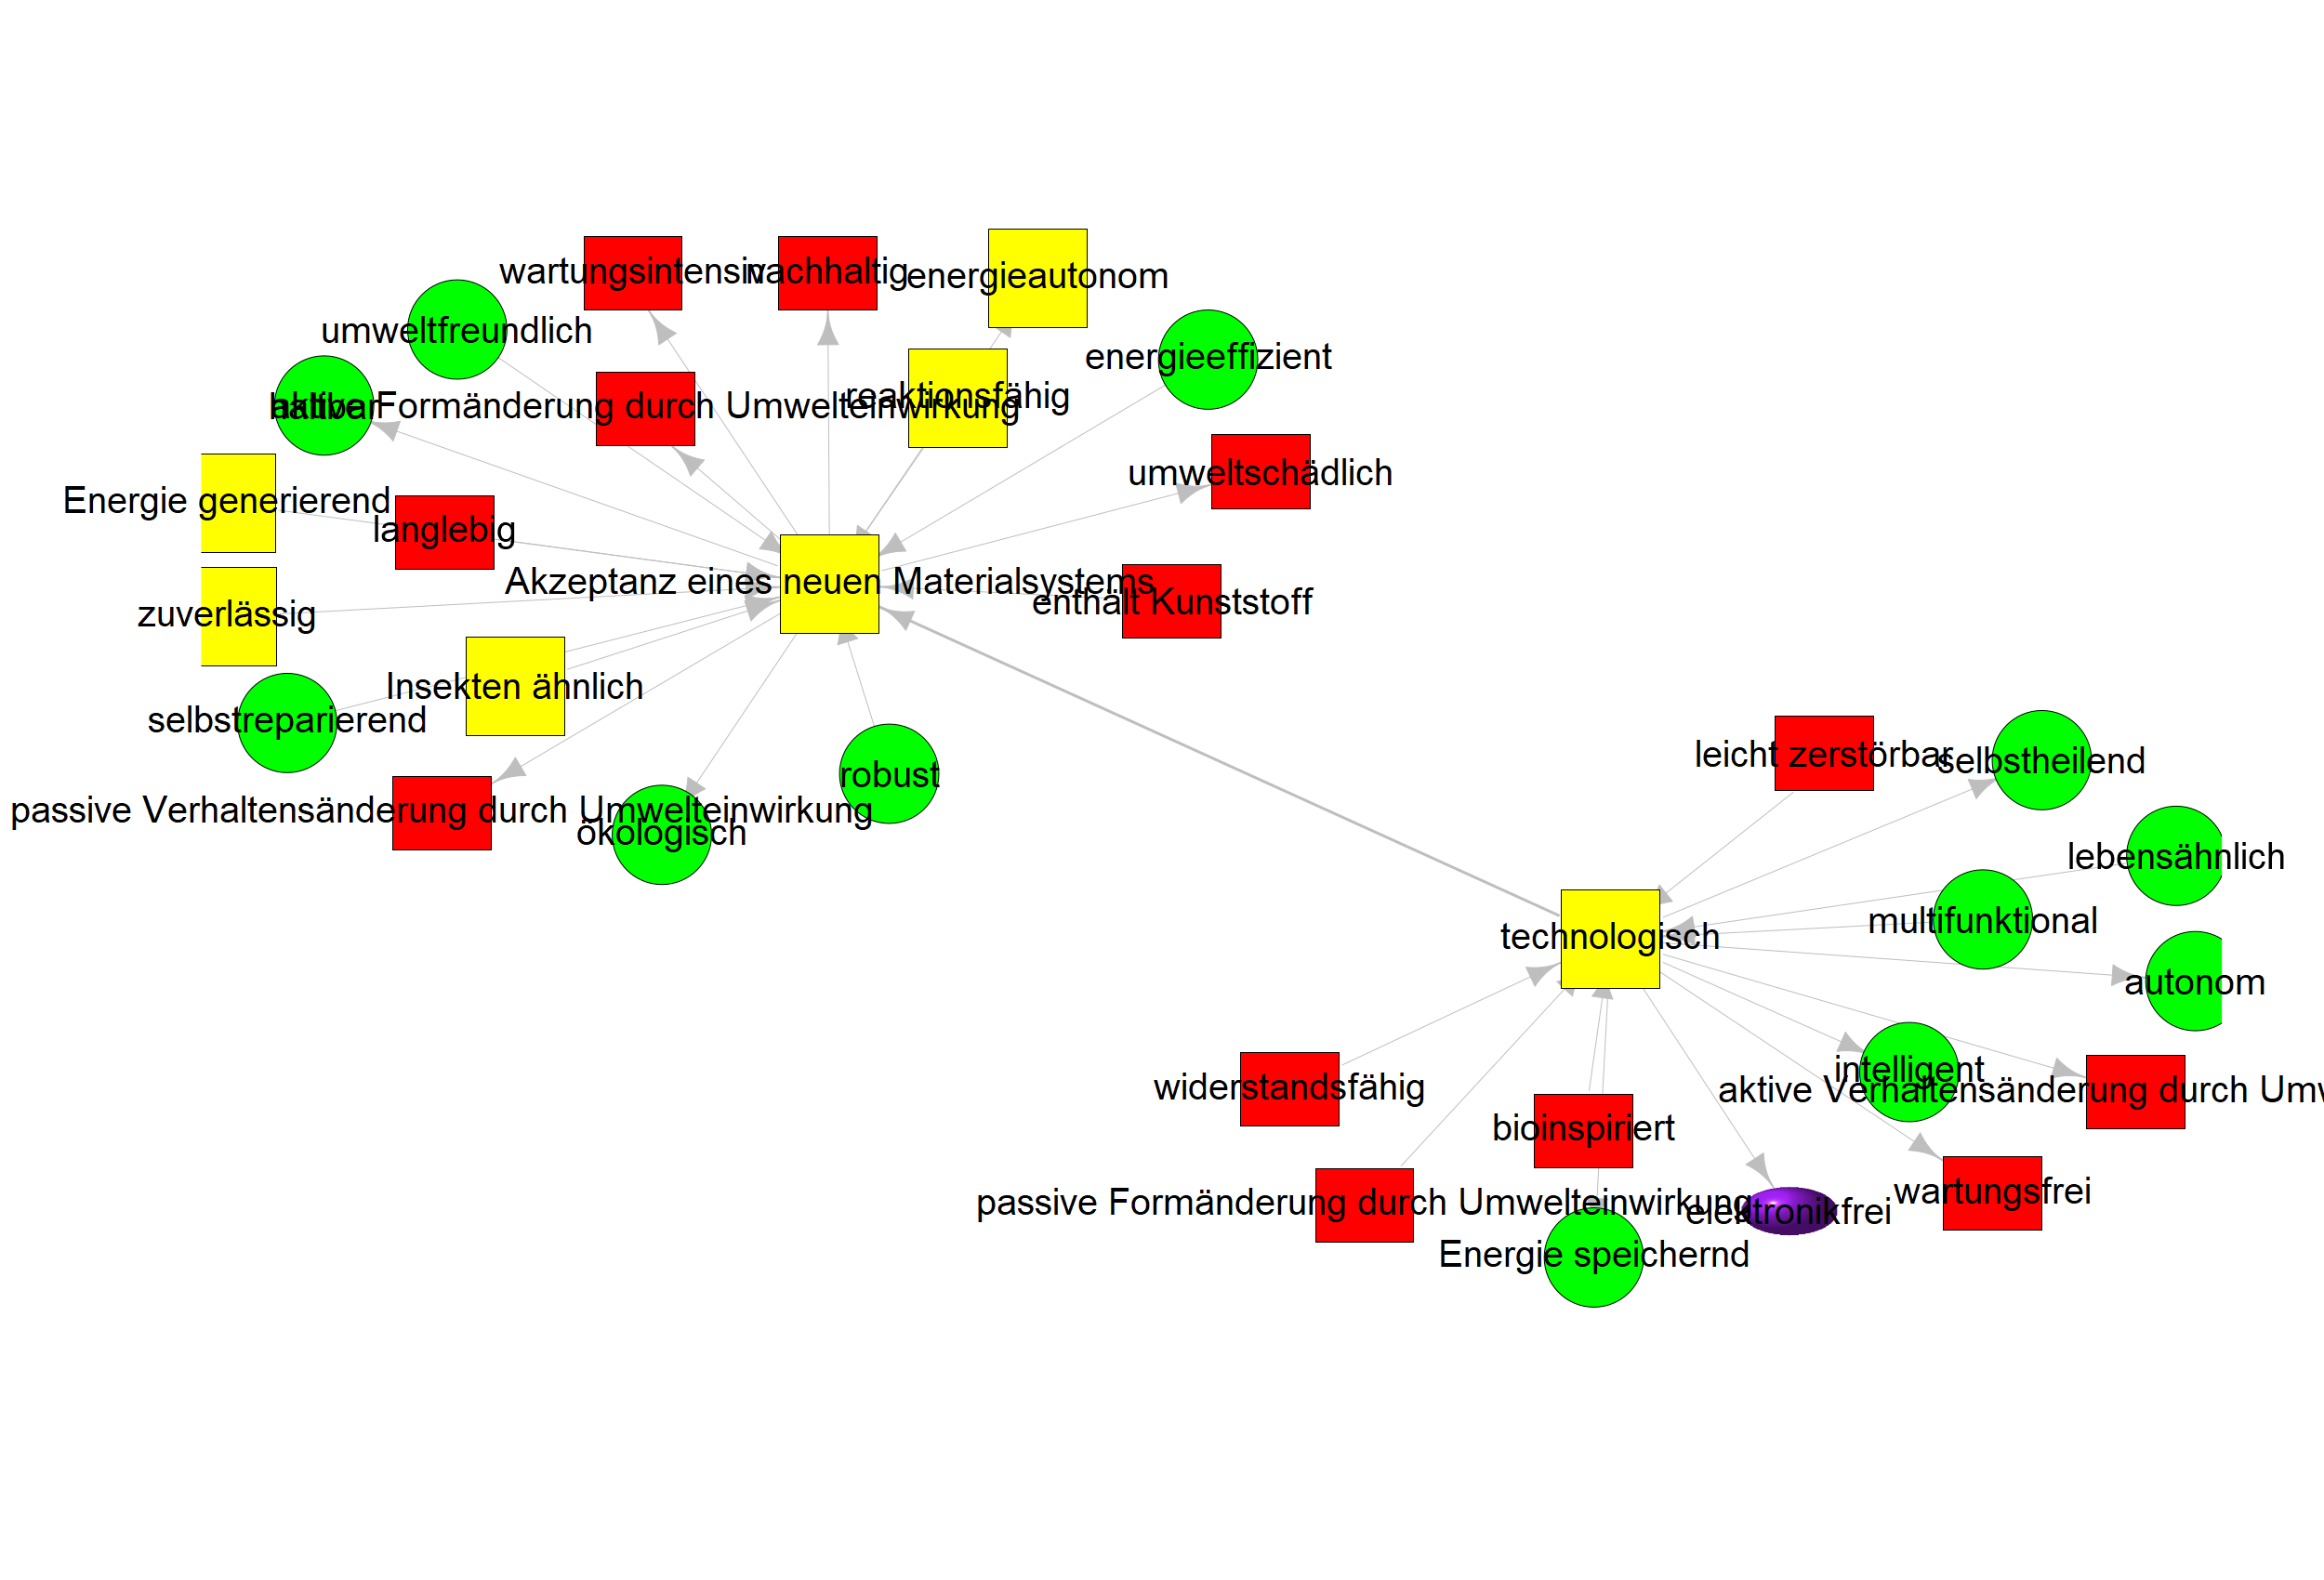 wartungsintensiv
nachhaltig
energieautonom
umweltfreundlich
energieeffizient
reaktionsfähig
haltbar
aktive Formänderung durch Umwelteinwirkung
umweltschädlich
Energie generierend
langlebig
Akzeptanz eines neuen Materialsystems
enthält Kunststoff
zuverlässig
Insekten ähnlich
selbstreparierend
leicht zerstörbar
selbstheilend
robust
passive Verhaltensänderung durch Umwelteinwirkung
ökologisch
lebensähnlich
multifunktional
technologisch
autonom
intelligent
widerstandsfähig
aktive Verhaltensänderung durch Umw
bioinspiriert
wartungsfrei
passive Formänderung durch Umwelteinwirkung
elektronikfrei
Energie speichernd